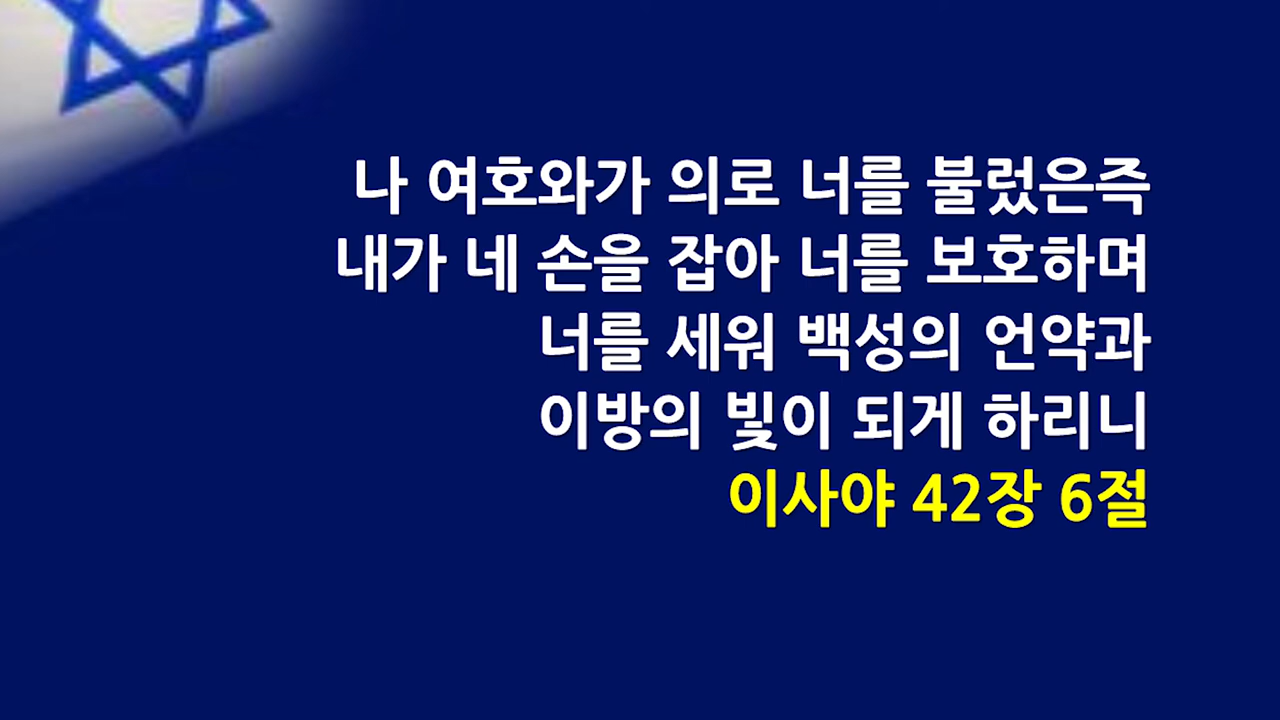 나 여호와가 의로 너를 불렀은즉
내가 네 손을 잡아 너를 보호하며
너를 세워 백성의 언약과
이방의 빛이 되게 하리니
이사야 42장 6절